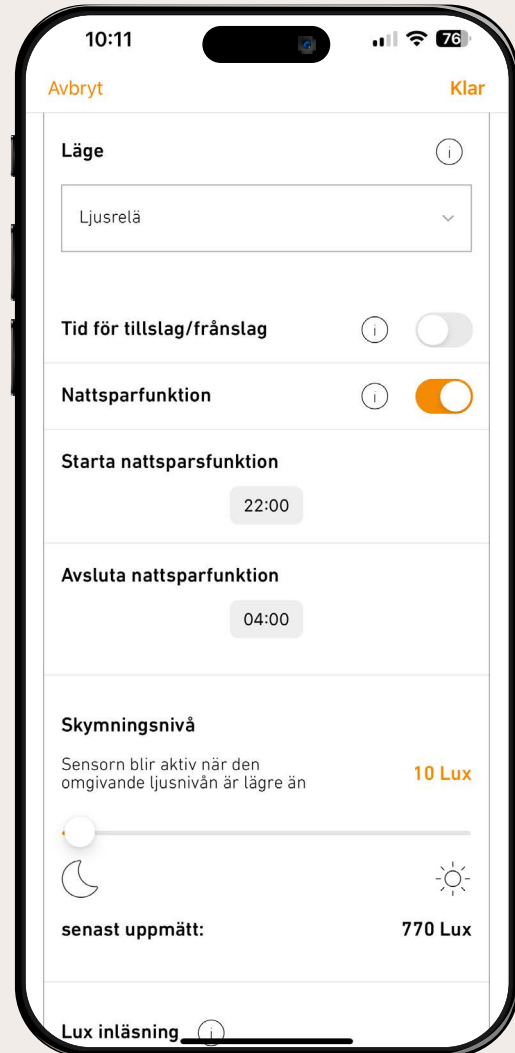 10:11
76
Avbryt
Klar
Läge
Ljusrelä
Tid för tillslag/frånslag
Nattsparfunktion
Starta nattsparsfunktion
22:00
Avsluta nattsparfunktion
04:00
Skymningsnivå
Sensorn blir aktiv när den
omgivande ljusnivån är lägre än
10 Lux
senast uppmätt:
770 Lux
Lux inläsning